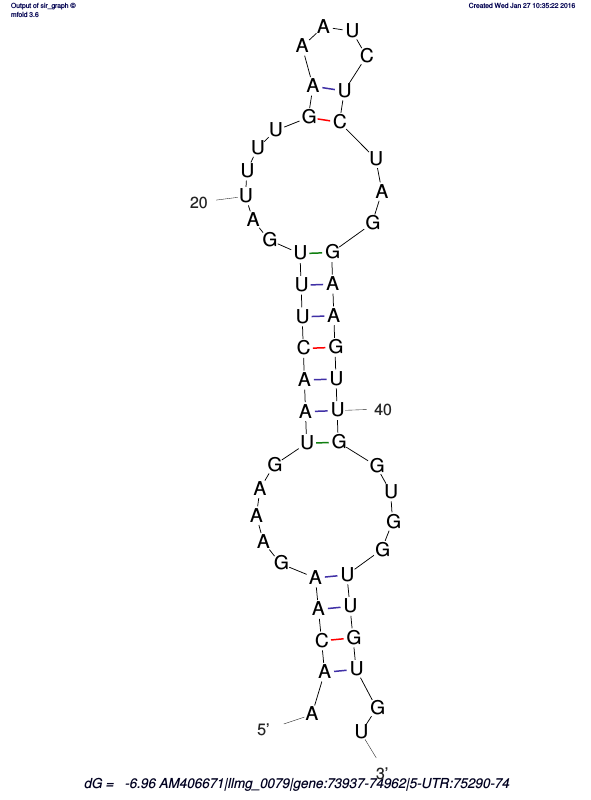 Output of sir_graph ©
mfold 3.6
Created Wed Jan 27 10:35:22 2016
A U
A C
A U
G C
U
U U
U
20 U A
A G
G
U G
U A
U A
C G
A U
A U 40
U G
G G
A U
A G
A G
G
A U
A U
C G
A U
A G
5' U
3'
dG = -6.96 AM406671|llmg_0079|gene:73937-74962|5-UTR:75290-74